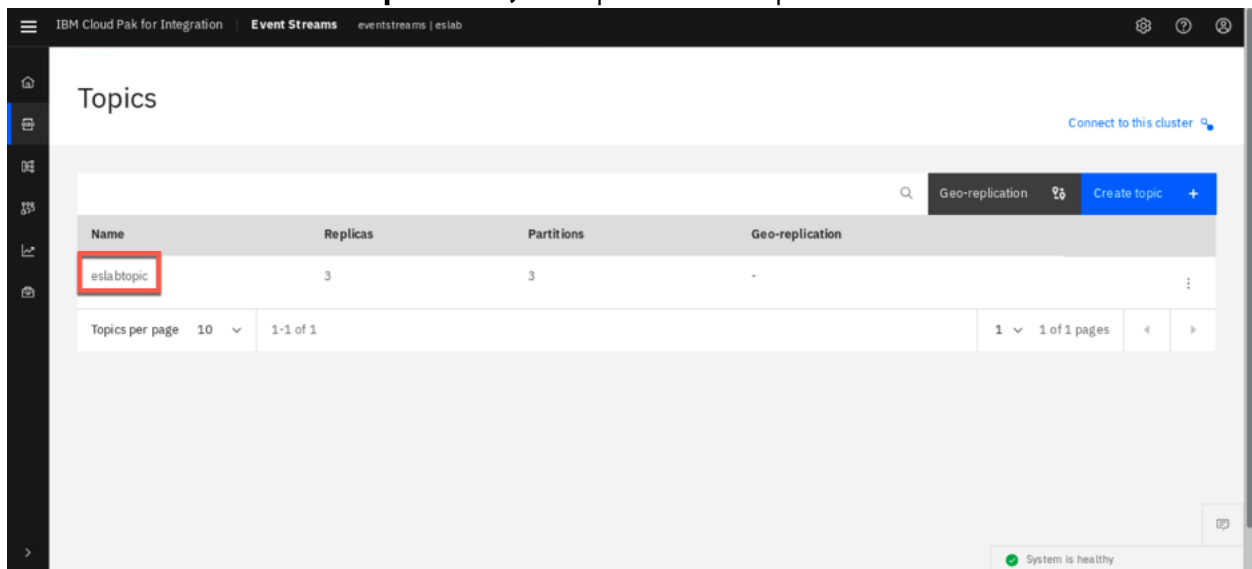 IBM Cloud Pak for Integration | Event Streams eventstreams | eslab
Topics
Connect to this cluster
Geo-replication Create topic +
Name Replicas Partitions Geo-replication
eslabtopic 3 3 -
Topics per page 10 1-1 of 1 1 1 of 1 pages
System is healthy